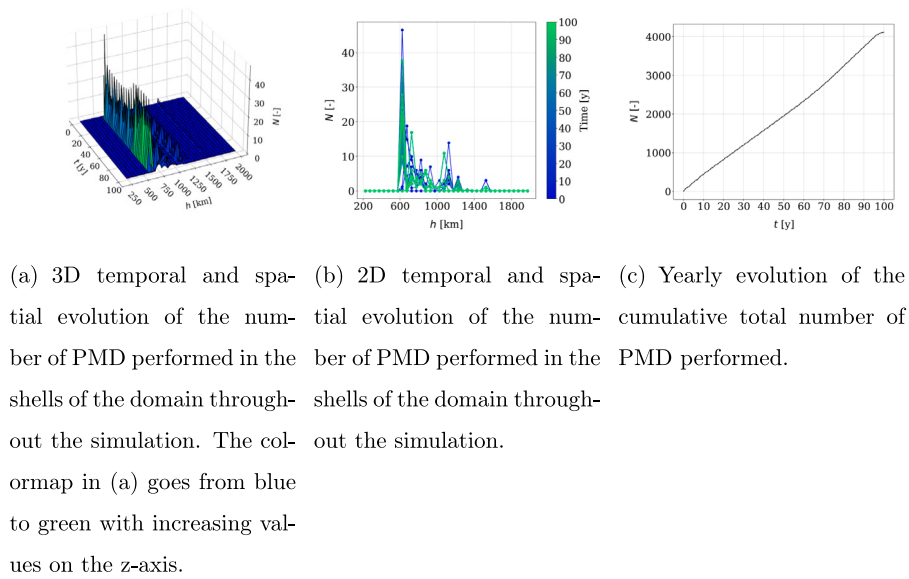 40
30
20
10
0
N [-]
0
20
40
60
80
100
t [y]
250
500
750
1000
1250
1500
1750
2000
h [km]
40
20
0
N [-]
200 600 1000 1400 1800
h [km]
100
90
80
70
60
50
40
30
20
10
0
Time [y]
4000
3000
2000
1000
0
N [-]
0 10 20 30 40 50 60 70 80 90 100
t [y]
(a) 3D temporal and spa-
tial evolution of the num-
ber of PMD performed in the
shells of the domain through-
out the simulation. The col-
ormap in (a) goes from blue
to green with increasing val-
ues on the z-axis.
(b) 2D temporal and spa-
tial evolution of the num-
ber of PMD performed in the
shells of the domain through-
out the simulation.
(c) Yearly evolution of the
cumulative total number of
PMD performed.